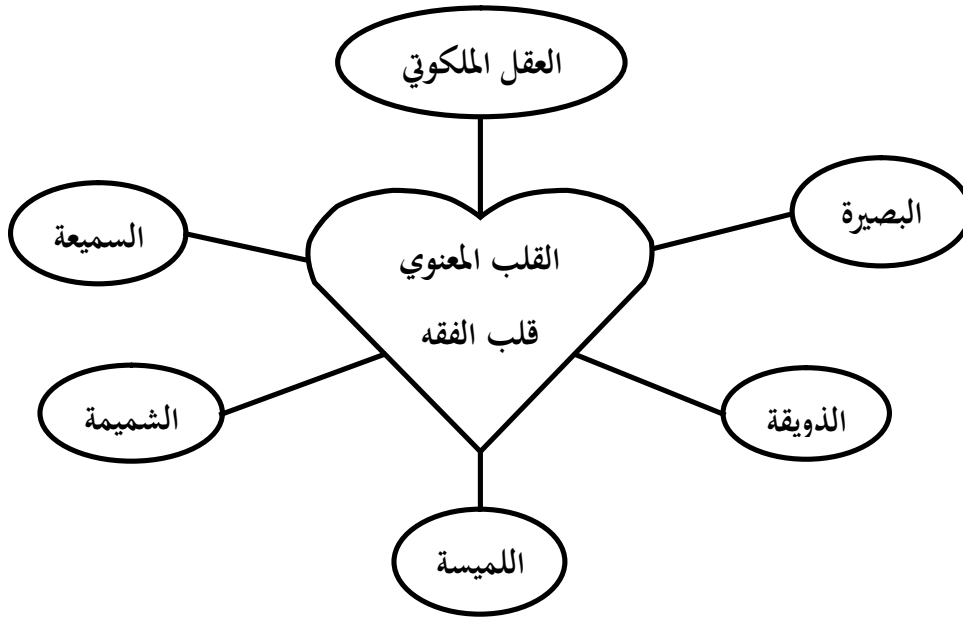 العقل الملكوتي
البصيرة
السميعة
القلب المعنوي
قلب الفقه
الذويقة
الشميمة
اللميسة